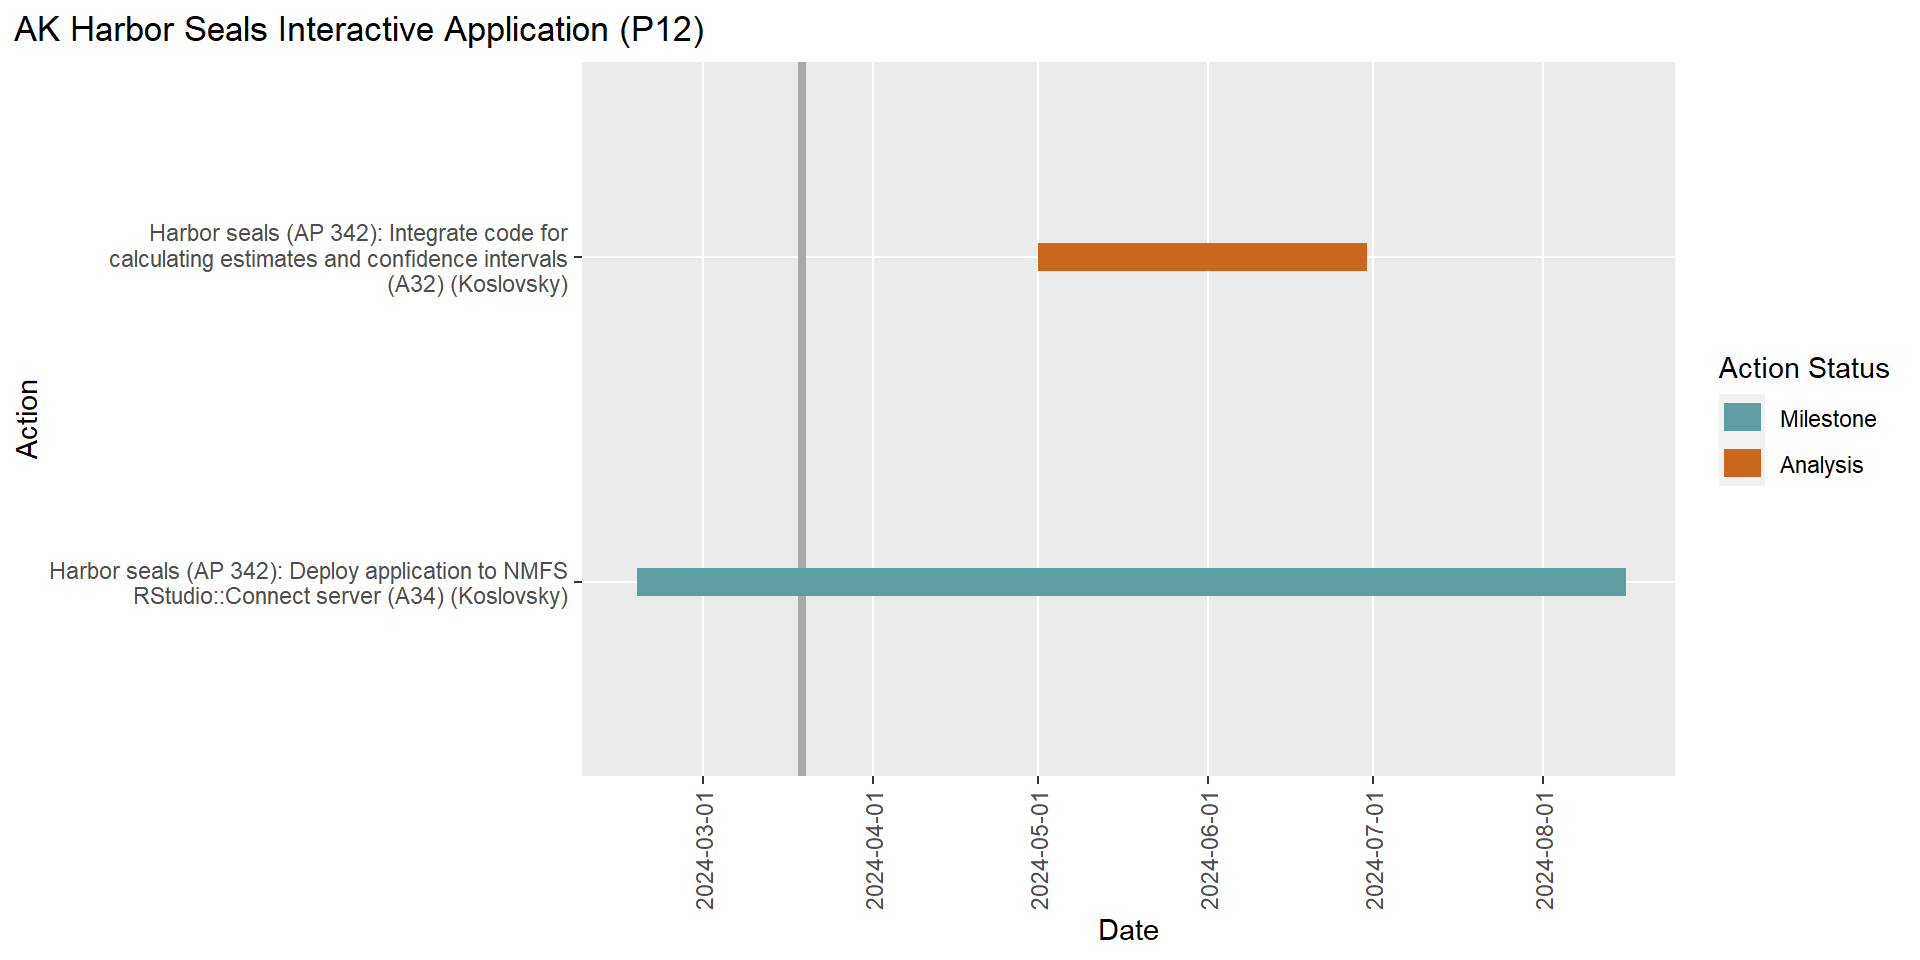 AK Harbor Seals Interactive Application (P12)
Harbor seals (AP 342): Integrate code for
calculating estimates and confidence intervals
(A32) (Koslovsky)
Harbor seals (AP 342): Deploy application to NMFS
RStudio::Connect server (A34) (Koslovsky)
Action
2024-03-01
2024-04-01
2024-05-01
2024-06-01
2024-07-01
2024-08-01
Date
Action Status
Milestone
Analysis